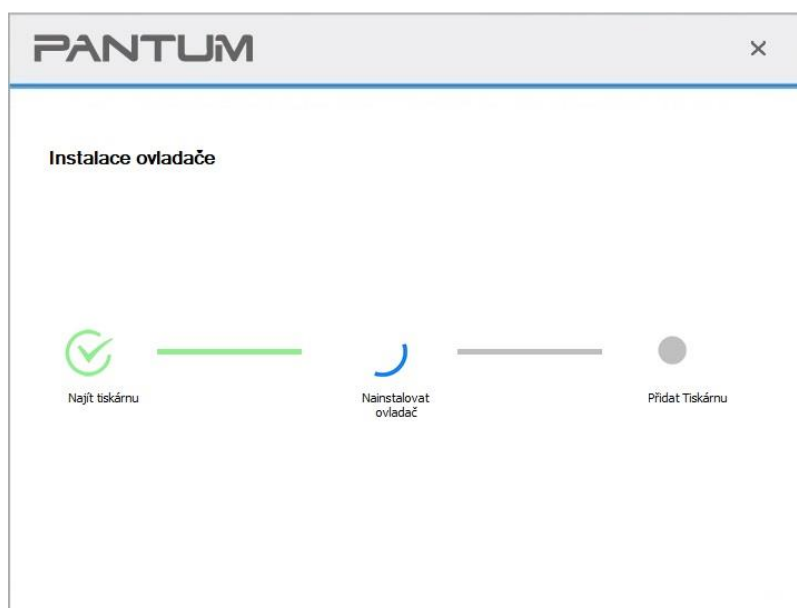 PANTUM
Instalace ovladače
Najít tiskárnu
Nainstalovat
ovladač
Přidat Tiskárnu